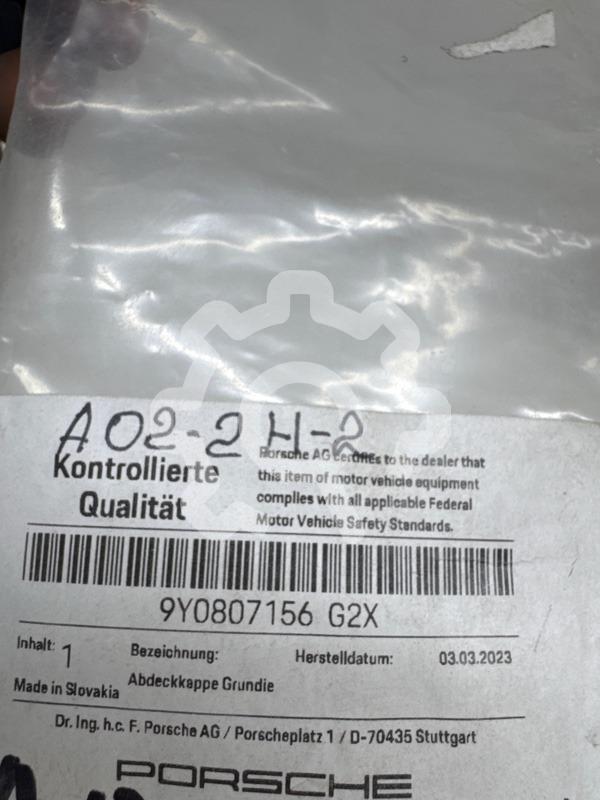 A02-2 H-2
Kontrollierte
Qualität
Porsche AG certifies to the dealer that
this item of motor vehicle equipment
complies with all applicable Federal
Motor Vehicle Safety Standards.
9Y0807156 G2X
Inhalt: 1
Bezeichnung:
Herstelldatum: 03.03.2023
Made in Slovakia
Abdeckkappe Grundie
Dr. Ing. h.c. F. Porsche AG / Porscheplatz 1 / D-70435 Stuttgart
PORSCHE